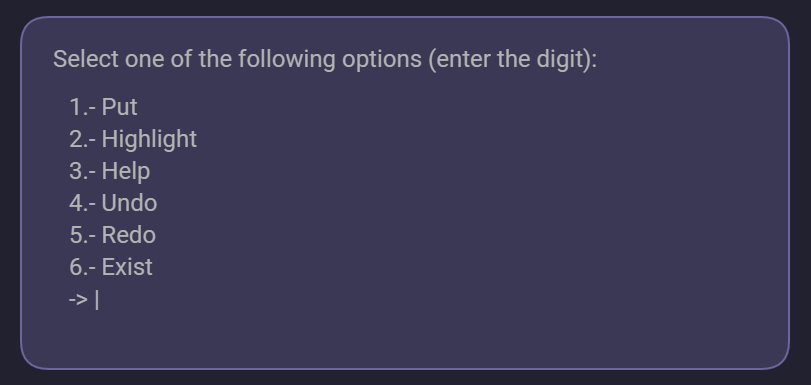 Select one of the following options (enter the digit):
1.- Put
2.- Highlight
3.- Help
4.- Undo
5.- Redo
6.- Exist
-> |